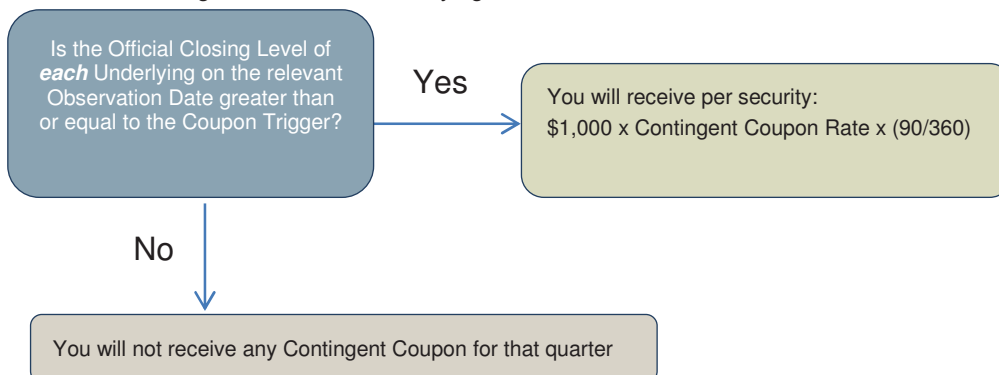 Is the Official Closing Level of
each Underlying on the relevant
Observation Date greater than
or equal to the Coupon Trigger?
Yes
You will receive per security:
$1,000 x Contingent Coupon Rate x (90/360)
No
You will not receive any Contingent Coupon for that quarter